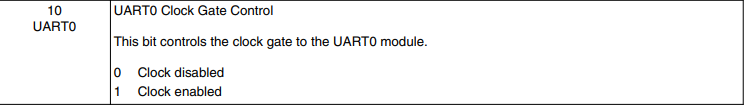 10
UART0
UART0 Clock Gate Control
This bit controls the clock gate to the UART0 module.
0 Clock disabled
1 Clock enabled